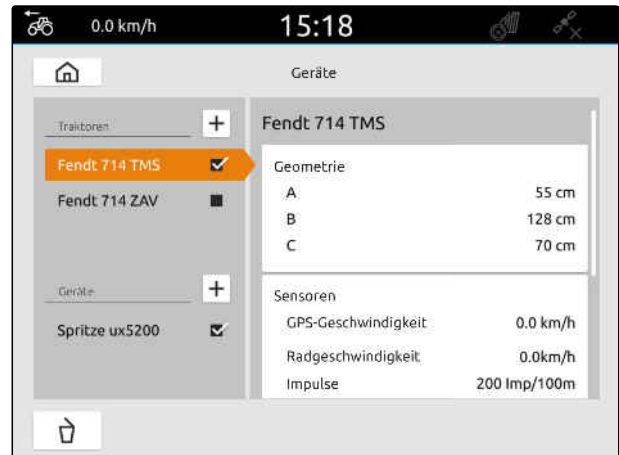 0.0 km/h 15:18
Geräte
Traktoren
Fendt 714 TMS
Fendt 714 ZAV
Geräte
Spritze ux5200
Fendt 714 TMS
Geometrie
A 55 cm
B 128 cm
C 70 cm
Sensoren
GPS-Geschwindigkeit 0.0 km/h
Radgeschwindigkeit 0.0km/h
Impulse 200 Imp/100m